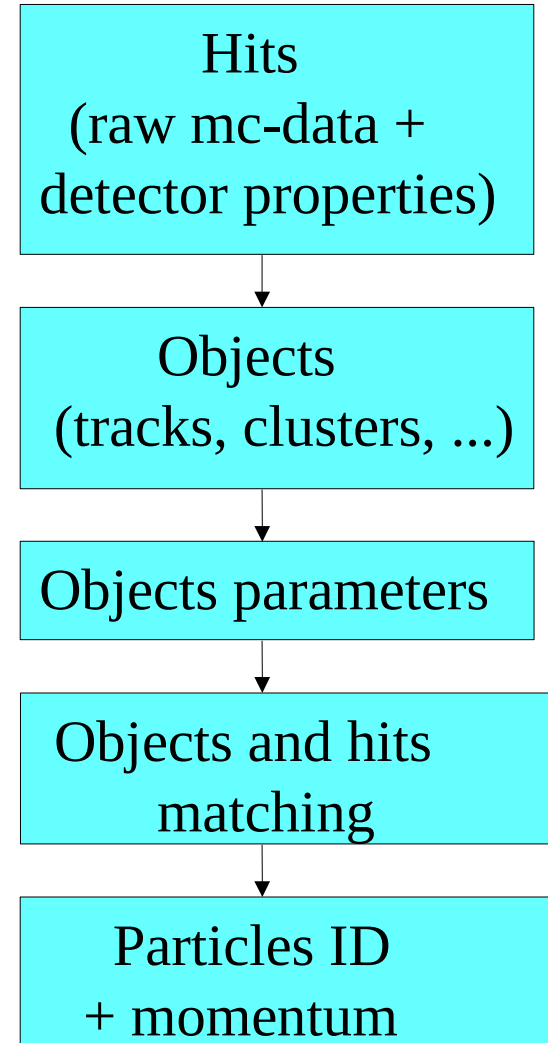 Hits
(raw mc-data +
detector properties)
Objects
(tracks, clusters, ...)
Objects parameters
Objects and hits
matching
Particles ID
+ momentum